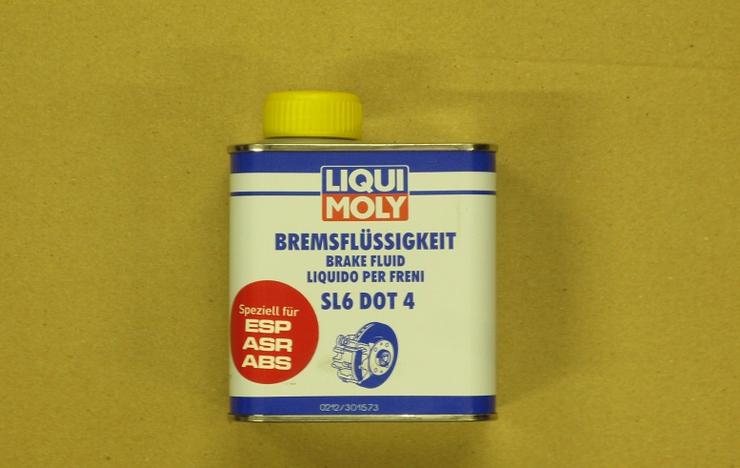 LIQUI
MOLY
BREMSFLÜSSIGKEIT
BRAKE FLUID
LIQUIDO PER FRENI
SL6 DOT 4
Speziell für
ESP
ASR
ABS
0212/301573